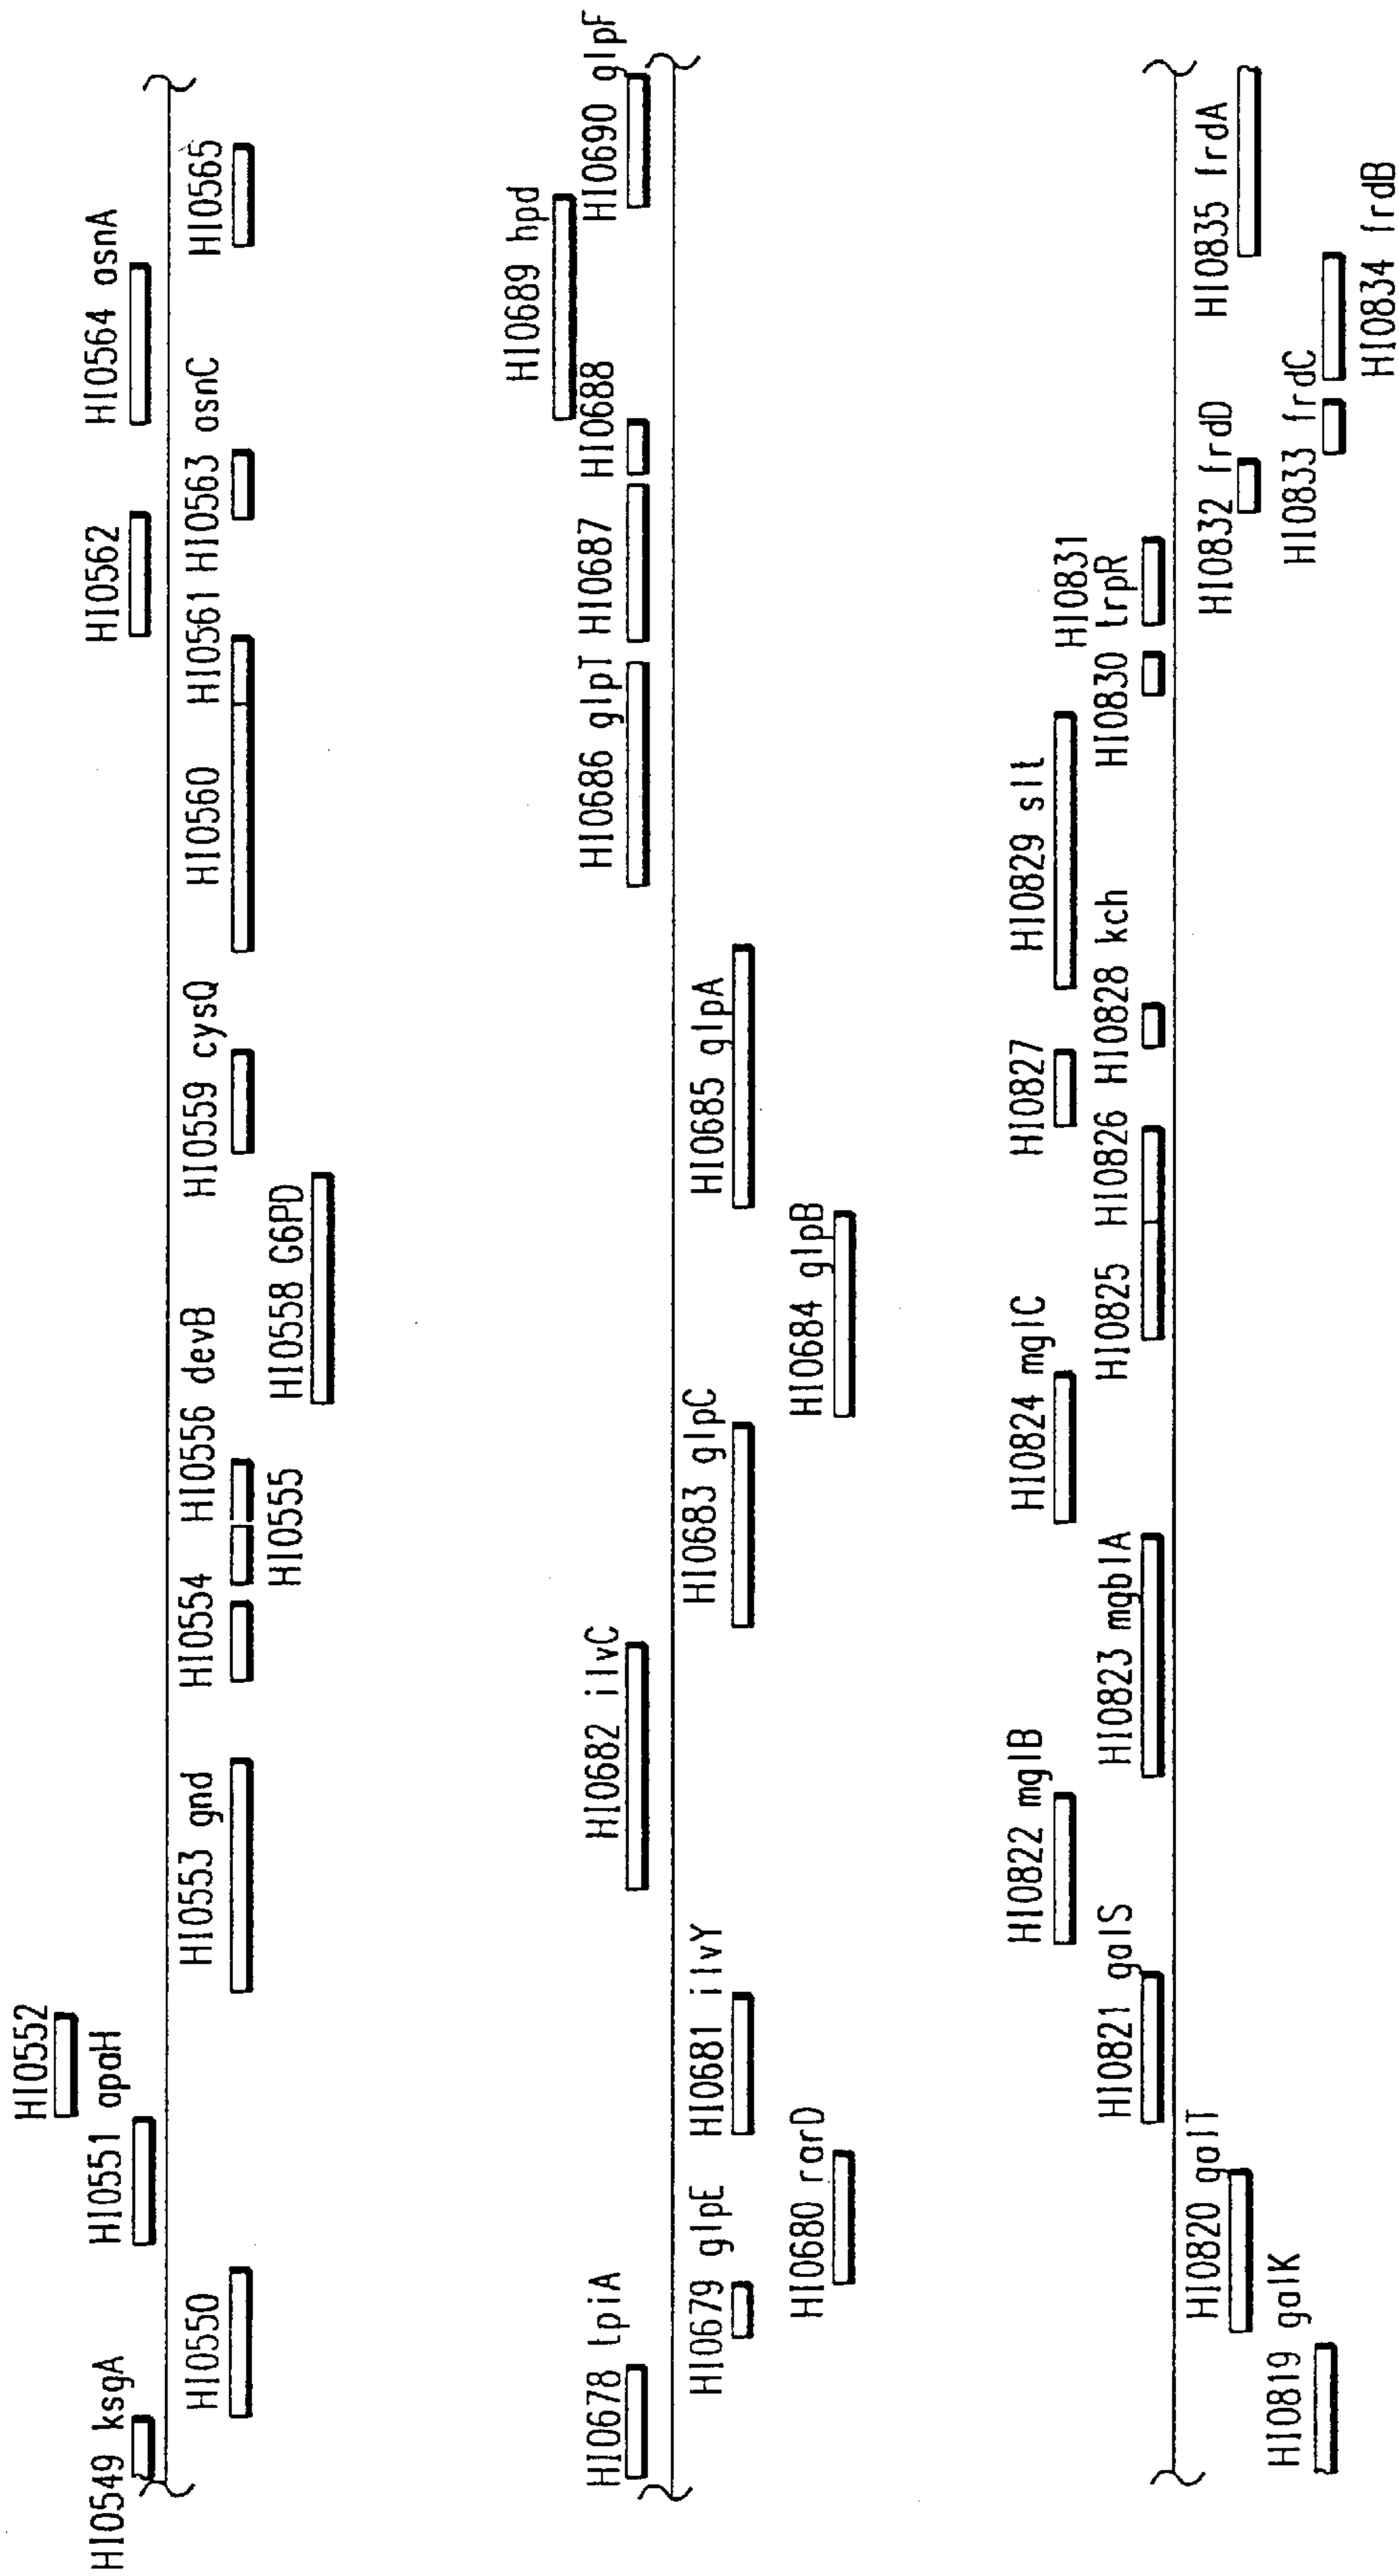 HI0549 ksgA
HI0550
HI0551 apaH
HI0552
HI0553 gnd
HI0554
HI0555
HI0556 devB
HI0558 G6PD
HI0559 cysQ
HI0560
HI0561
HI0562
HI0563 asnC
HI0564 asnA
HI0565
HI0678 tpiA
HI0679 glpE
HI0680 rarD
HI0681 ilvY
HI0682 ilvC
HI0683 glpC
HI0684 glpB
HI0685 glpA
HI0686 glpT
HI0687
HI0688
HI0689 hpd
HI0690 glpF
HI0819 galK
HI0820 galT
HI0821 galS
HI0822 mglB
HI0823 mgblA
HI0824 mglC
HI0825
HI0826
HI0827
HI0828 kch
HI0829 slt
HI0830
HI0831
trpR
HI0832 frdD
HI0833 frdC
HI0834 frdB
HI0835 frdA